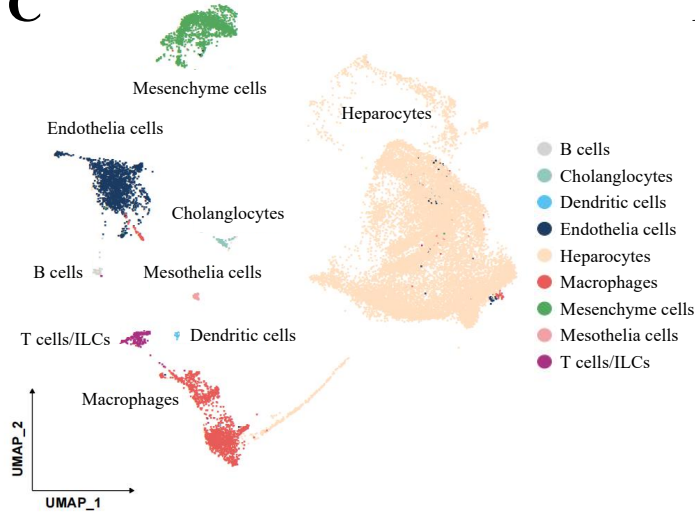 C
Mesenchyme cells
Heparocytes
Endothelia cells
Cholanglocytes
B cells
Mesothelia cells
T cells/ILCs
Dendritic cells
Macrophages
UMAP_2
UMAP_1
B cells
Cholanglocytes
Dendritic cells
Endothelia cells
Heparocytes
Macrophages
Mesenchyme cells
Mesothelia cells
T cells/ILCs